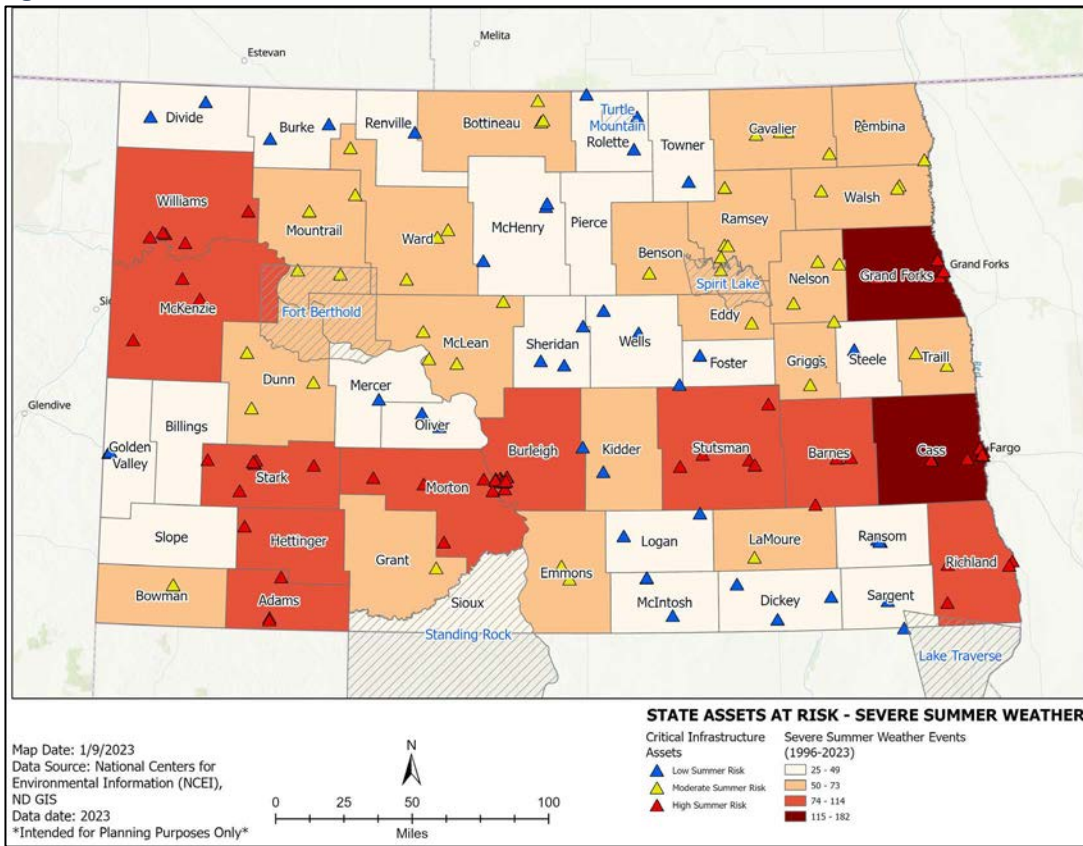 Melita
Estevan
Divide
Burke
Renville
Bottineau
Turtle
Mountain
Rolette
Towner
Cavalier
Pembina
Williams
Mountrail
Ward
McHenry
Pierce
Benson
Ramsey
Walsh
Nelson
Grand Forks
Grand Forks
Spirit Lake
McKenzie
Fort Berthold
McLean
Sheridan
Wells
Eddy
Foster
Griggs
Steele
Traill
Red
Dunn
Mercer
Oliver
Glendive
Golden
Valley
Billings
Stark
Morton
Burleigh
Kidder
Stutsman
Barnes
Cass
Fargo
Slope
Hettinger
Grant
Emmons
Logan
LaMoure
Ransom
Richland
Bowman
Adams
Sioux
McIntosh
Dickey
Sargent
Standing Rock
Lake Traverse
STATE ASSETS AT RISK - SEVERE SUMMER WEATHER
Critical Infrastructure
Assets
Low Summer Risk
Moderate Summer Risk
High Summer Risk
Severe Summer Weather Events
(1996-2023)
25 - 49
50 - 73
74 - 114
115 - 182
Map Date: 1/9/2023
Data Source: National Centers for
Environmental Information (NCEI),
ND GIS
Data date: 2023
*Intended for Planning Purposes Only*
N
0 25 50 100
Miles